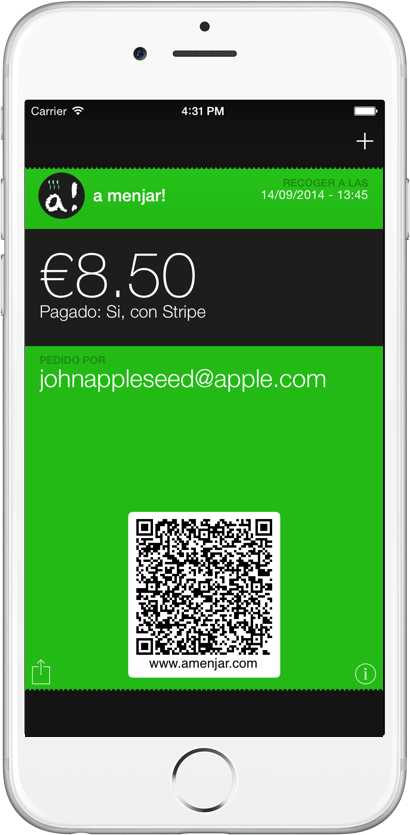 Carrier
4:31 PM
a!
a menjar!
RECOGER A LAS
14/09/2014 - 13:45
€8.50
Pagado: Si, con Stripe
PEDIDO POR
johnappleseed@apple.com
www.amenjar.com